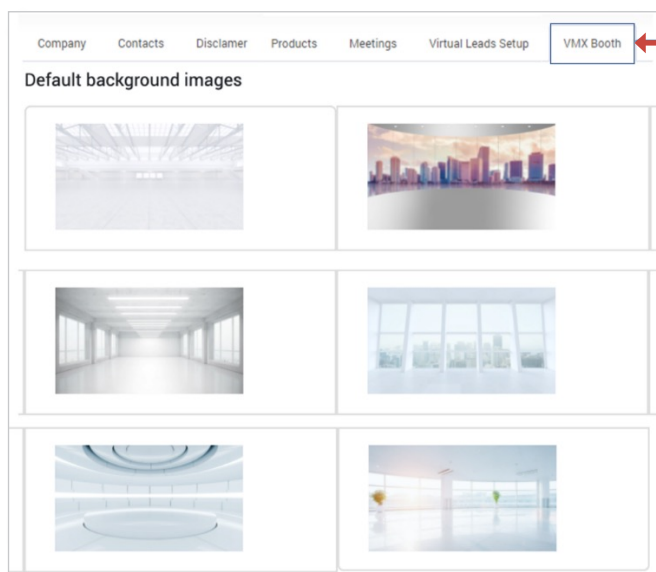 Company Contacts Disclamer Products Meetings Virtual Leads Setup VMX Booth
Default background images